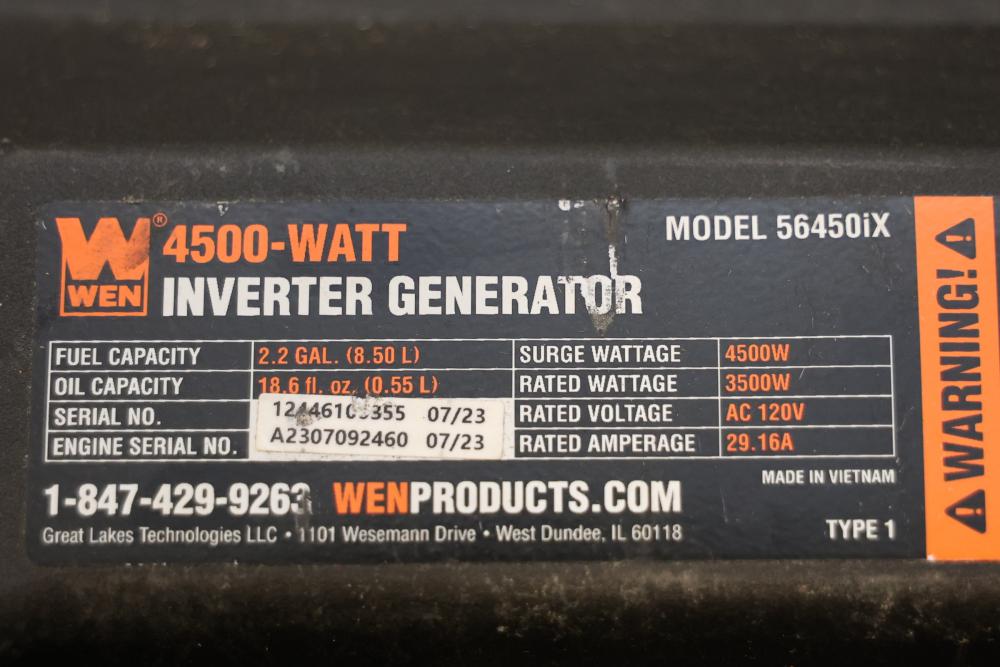 WEN®
4500-WATT
INVERTER GENERATOR
MODEL 56450iX
FUEL CAPACITY 2.2 GAL. (8.50 L) SURGE WATTAGE 4500W
OIL CAPACITY 18.6 fl. oz. (0.55 L) RATED WATTAGE 3500W
SERIAL NO. 07/23 RATED VOLTAGE AC 120V
ENGINE SERIAL NO. A2307092460 07/23 RATED AMPERAGE 29.16A
MADE IN VIETNAM
1-847-429-9263 WENPRODUCTS.COM
Great Lakes Technologies LLC • 1101 Wesemann Drive • West Dundee, IL 60118
TYPE 1
WARNING!